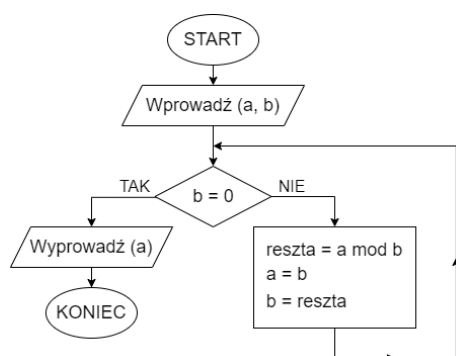 START
Wprowadź (a, b)
TAK
b = 0
NIE
Wyprowadź (a)
reszta = a mod b
a = b
b = reszta
KONIEC